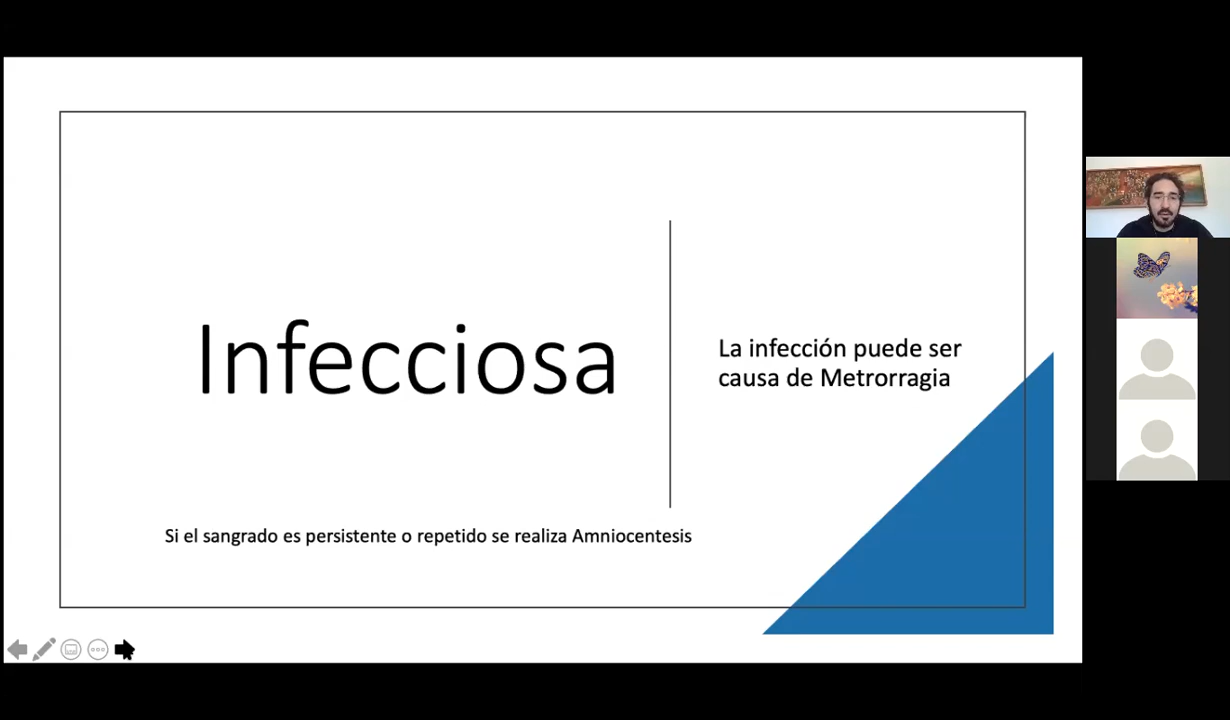 Infecciosa
La infección puede ser
causa de Metrorragia
Si el sangrado es persistente o repetido se realiza Amniocentesis